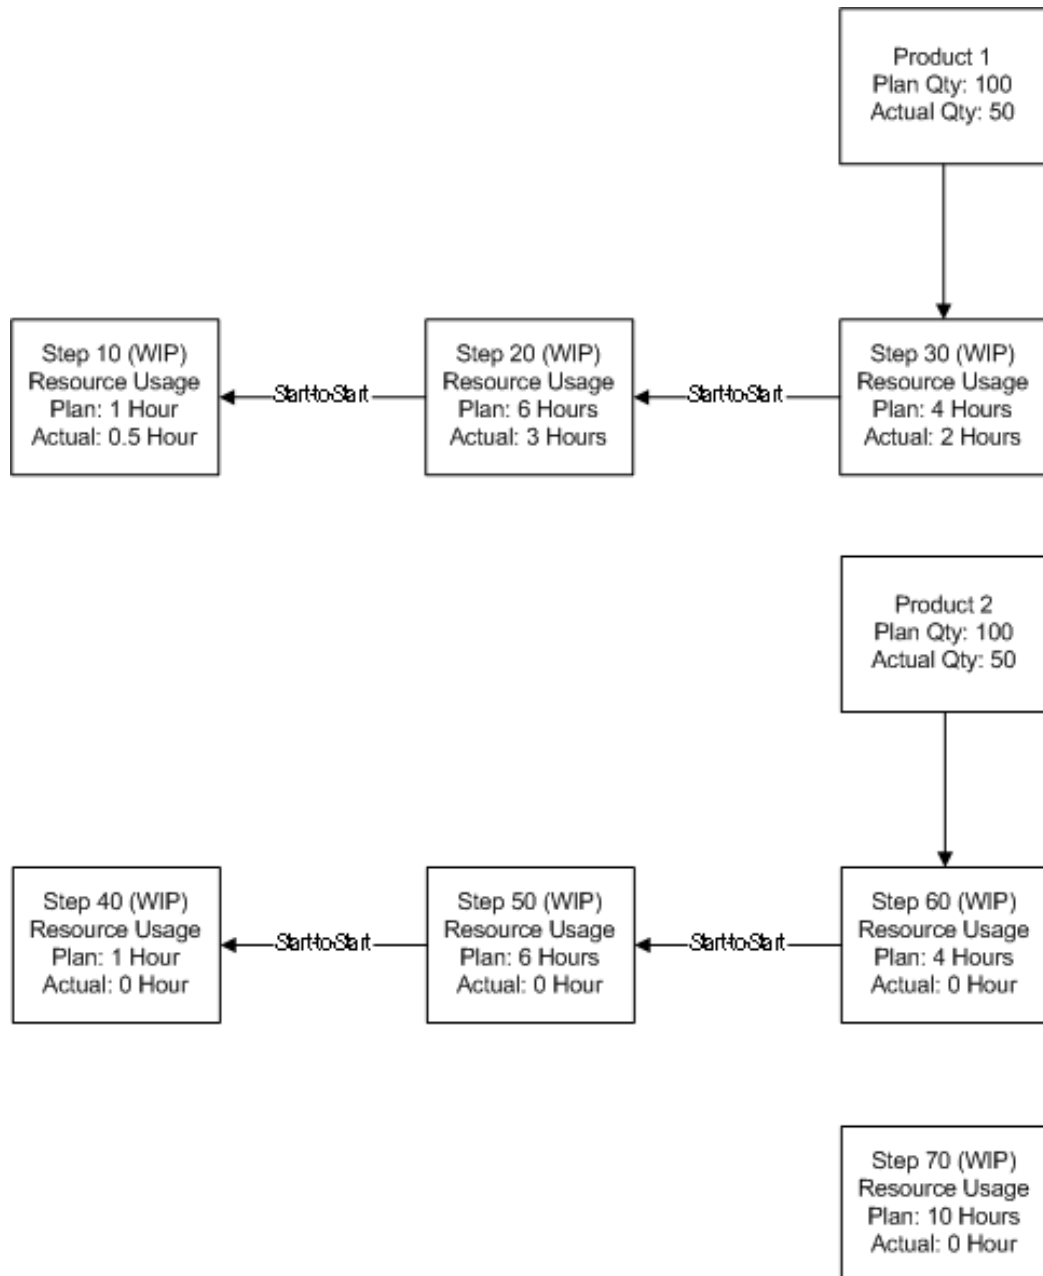 Product 1
Plan Qty: 100
Actual Qty: 50
Step 10 (WIP)
Resource Usage
Plan: 1 Hour
Actual: 0.5 Hour
Start-to-Start
Step 20 (WIP)
Resource Usage
Plan: 6 Hours
Actual: 3 Hours
Start-to-Start
Step 30 (WIP)
Resource Usage
Plan: 4 Hours
Actual: 2 Hours
Product 2
Plan Qty: 100
Actual Qty: 50
Step 40 (WIP)
Resource Usage
Plan: 1 Hour
Actual: 0 Hour
Start-to-Start
Step 50 (WIP)
Resource Usage
Plan: 6 Hours
Actual: 0 Hour
Start-to-Start
Step 60 (WIP)
Resource Usage
Plan: 4 Hours
Actual: 0 Hour
Step 70 (WIP)
Resource Usage
Plan: 10 Hours
Actual: 0 Hour